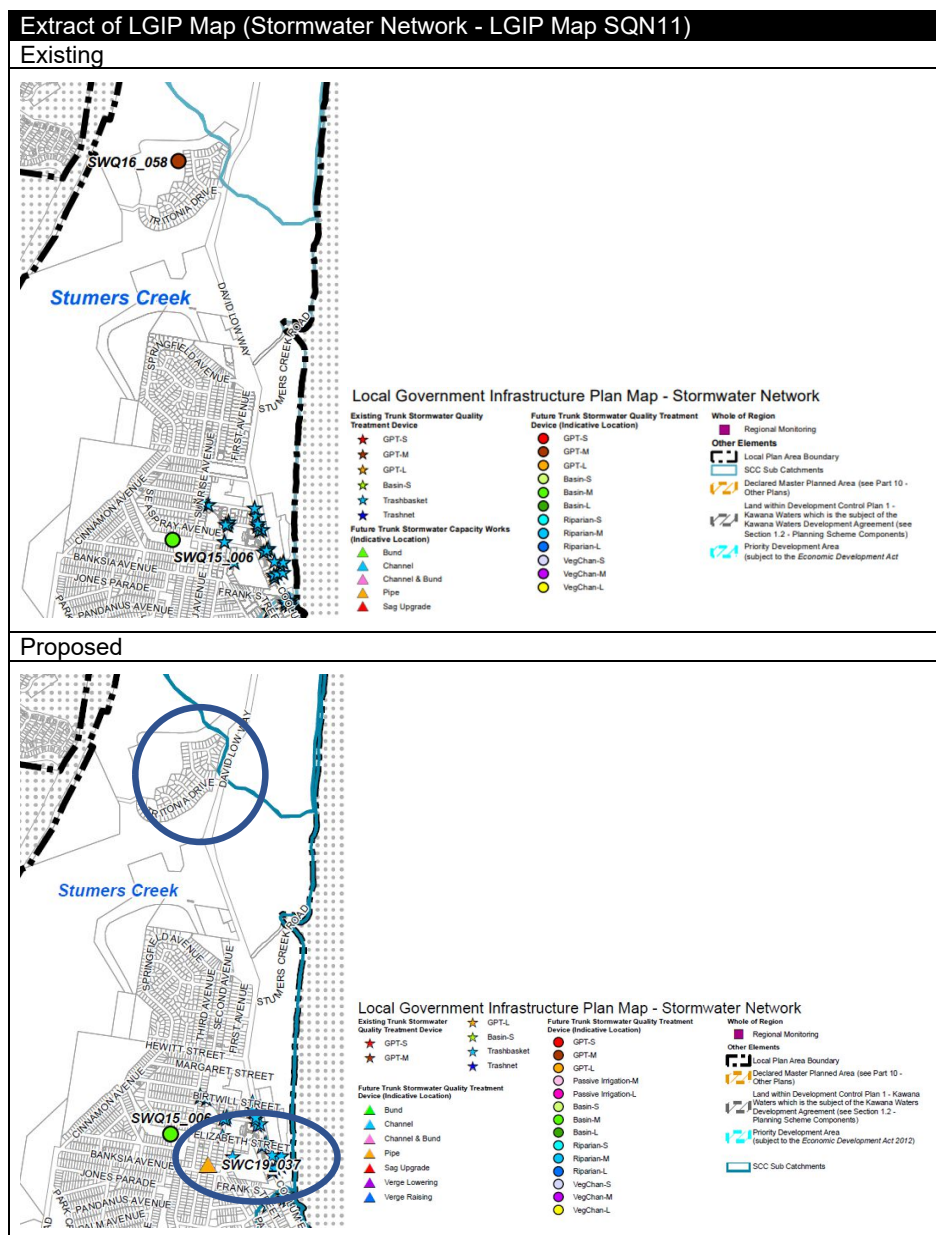 Extract of LGIP Map (Stormwater Network - LGIP Map SQN11)
Existing
SWQ16_058
TRITONIA DRIVE
Stumers Creek
DAVID LOW WAY
STUMERS CREEK ROAD
SPRINGFIELD AVENUE
FIRST AVENUE
SUNRISE AVENUE
CINNAMON AVENUE
SEASPRAY AVENUE
SWQ15_006
BANKSIA AVENUE
JONES PARADE
FRANK STREET
PANDANUS AVENUE
PARK
COOLUM
Local Government Infrastructure Plan Map - Stormwater Network
Existing Trunk Stormwater Quality
Treatment Device
GPT-S
GPT-M
GPT-L
Basin-S
Trashbasket
Trashnet
Future Trunk Stormwater Capacity Works
(Indicative Location)
Bund
Channel
Channel & Bund
Pipe
Sag Upgrade
Future Trunk Stormwater Quality Treatment
Device (Indicative Location)
GPT-S
GPT-M
GPT-L
Basin-S
Basin-M
Basin-L
Riparian-S
Riparian-M
Riparian-L
VegChan-S
VegChan-M
VegChan-L
Whole of Region
Regional Monitoring
Other Elements
Local Plan Area Boundary
SCC Sub Catchments
Declared Master Planned Area (see Part 10 -
Other Plans)
Land within Development Control Plan 1 -
Kawana Waters which is the subject of the
Kawana Waters Development Agreement (see
Section 1.2 - Planning Scheme Components)
Priority Development Area
(subject to the Economic Development Act
Proposed
DAVID LOW WAY
TRITONIA DRIVE
Stumers Creek
STUMERS CREEK ROAD
SPRINGFIELD AVENUE
THIRD AVENUE
SECOND AVENUE
FIRST AVENUE
HEWITT STREET
MARGARET STREET
CINNAMON AVENUE
BIRTWILL STREET
SWQ15_006
ELIZABETH STREET
BANKSIA AVENUE
SWC19_037
JONES PARADE
FRANK STREET
PANDANUS AVENUE
PALM AVENUE
Local Government Infrastructure Plan Map - Stormwater Network
Existing Trunk Stormwater
Quality Treatment Device
GPT-S
GPT-M
GPT-L
Basin-S
Trashbasket
Trashnet
Future Trunk Stormwater Quality Treatment
Device (Indicative Location)
Bund
Channel
Channel & Bund
Pipe
Sag Upgrade
Verge Lowering
Verge Raising
Future Trunk Stormwater Quality Treatment
Device (Indicative Location)
GPT-S
GPT-M
GPT-L
Passive Irrigation-M
Passive Irrigation-L
Basin-S
Basin-M
Basin-L
Riparian-S
Riparian-M
Riparian-L
VegChan-S
VegChan-M
VegChan-L
Whole of Region
Regional Monitoring
Other Elements
Local Plan Area Boundary
Declared Master Planned Area (see Part 10 -
Other Plans)
Land within Development Control Plan 1 - Kawana
Waters which is the subject of the Kawana Waters
Development Agreement (see Section 1.2 -
Planning Scheme Components)
Priority Development Area
(subject to the Economic Development Act 2012)
SCC Sub Catchments